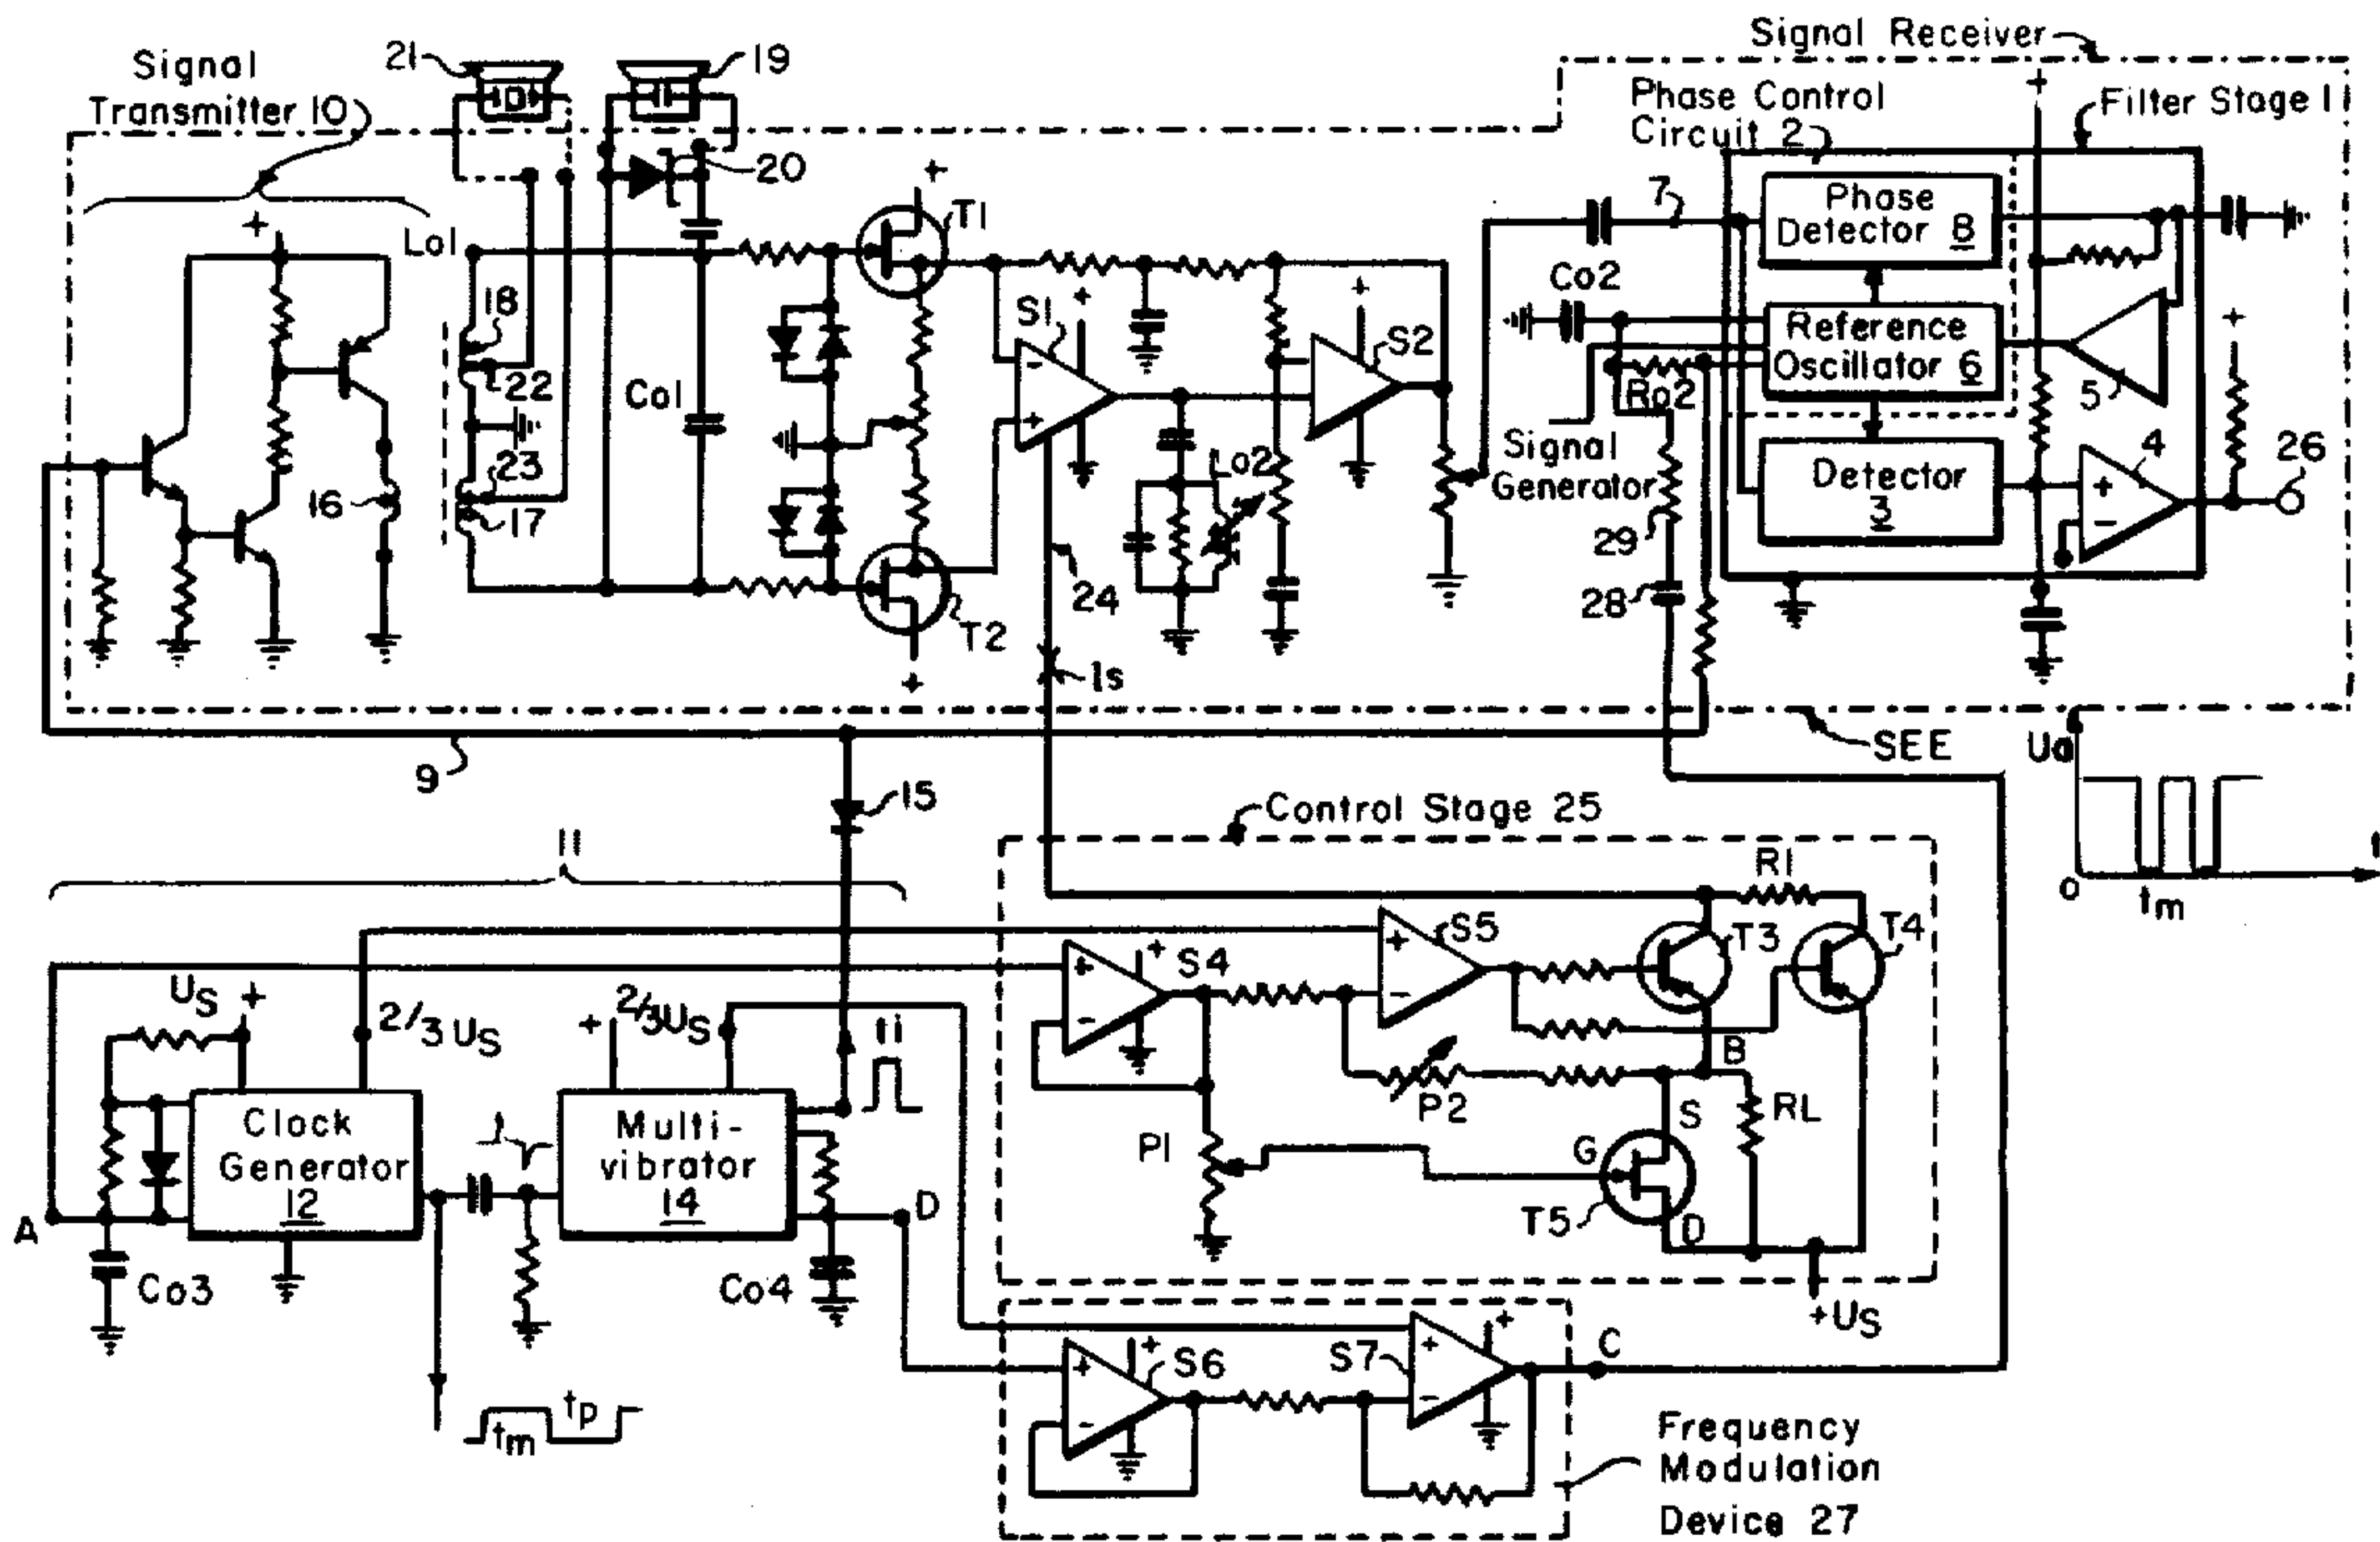 Signal Receiver
21
19
Signal
Transmitter 10
Phase Control
Circuit 2
Filter Stage 1
+
20
+
T1
7
Phase
Detector 8
+
Lo1
Co2
18
S1
+
+
S2
Reference
Oscillator 6
+
22
Co1
-
5
Ro2
+
Signal
Generator
4
26
23
Lo2
Detector
3
+
-
16
17
29
24
28
T2
+
Is
SEE
Ua
9
15
Control Stage 25
t
11
R1
o
tm
S5
T3
T4
+
+
+
S4
US
+
2/3 US
+
2/3US
ti
-
-
B
P2
S
RL
Clock
Generator
12
t
Multi-
vibrator
14
P1
G
A
D
T5
D
Co3
Co4
+US
+
C
+
+
S6
S7
+
tp
tm
-
-
Frequency
Modulation
Device 27